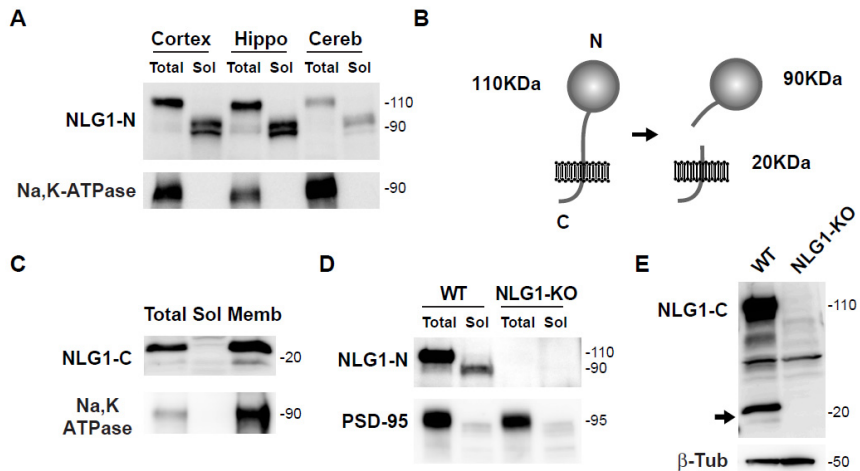 A
Cortex Hippo Cereb
Total Sol Total Sol Total Sol
NLG1-N
-110
-90
Na,K-ATPase
-90
B
N
110KDa
90KDa
20KDa
C
C
Total Sol Memb
NLG1-C
-20
Na,K
ATPase
-90
D
WT NLG1-KO
Total Sol Total Sol
NLG1-N
-110
-90
PSD-95
-95
E
WT NLG1-KO
NLG1-C
-110
-20
β-Tub
-50